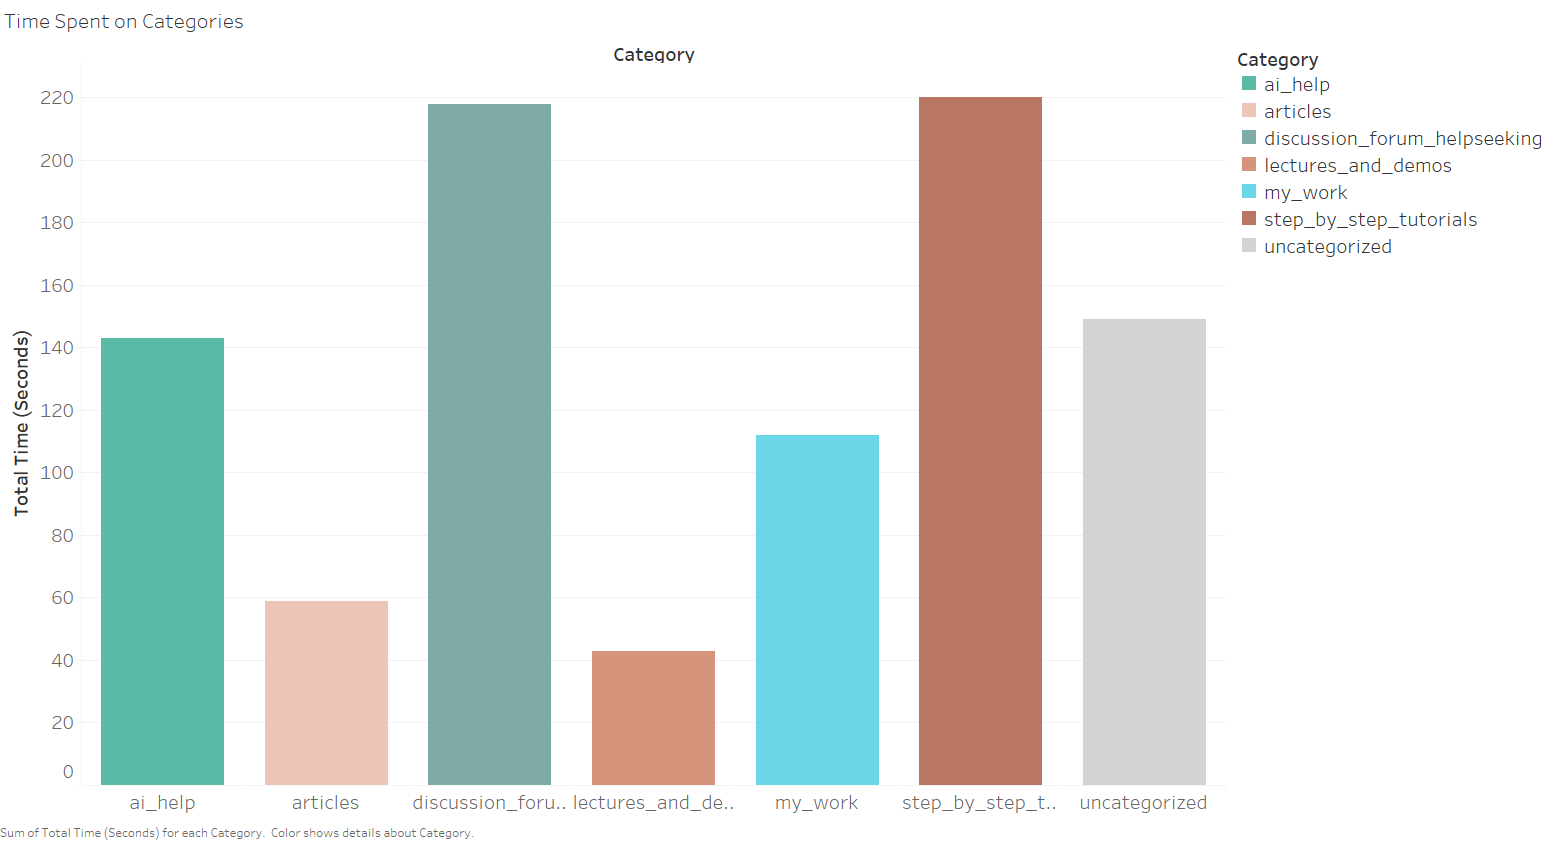 Time Spent on Categories
Category
Category
ai_help
articles
discussion_forum_helpseeking
lectures_and_demos
my_work
step_by_step_tutorials
uncategorized
Total Time (Seconds)
220
200
180
160
140
120
100
80
60
40
20
0
ai_help articles discussion_foru.. lectures_and_de.. my_work step_by_step_t.. uncategorized
Sum of Total Time (Seconds) for each Category. Color shows details about Category.